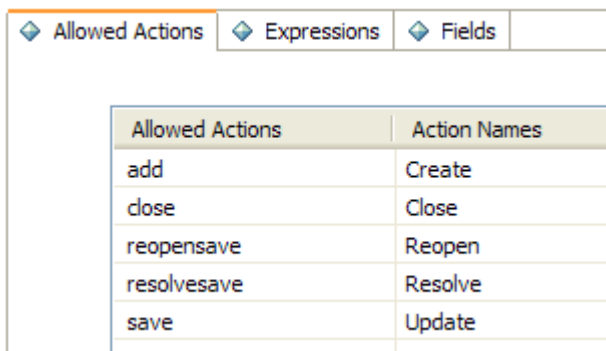 Allowed Actions Expressions Fields
Allowed Actions Action Names
add Create
close Close
reopensave Reopen
resolvesave Resolve
save Update